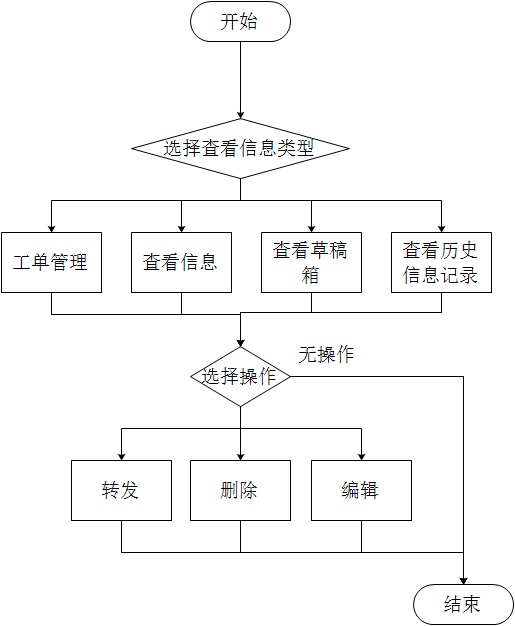 开始
选择查看信息类型
工单管理
查看信息
查看草稿
箱
查看历史
信息记录
无操作
选择操作
转发
删除
编辑
结束